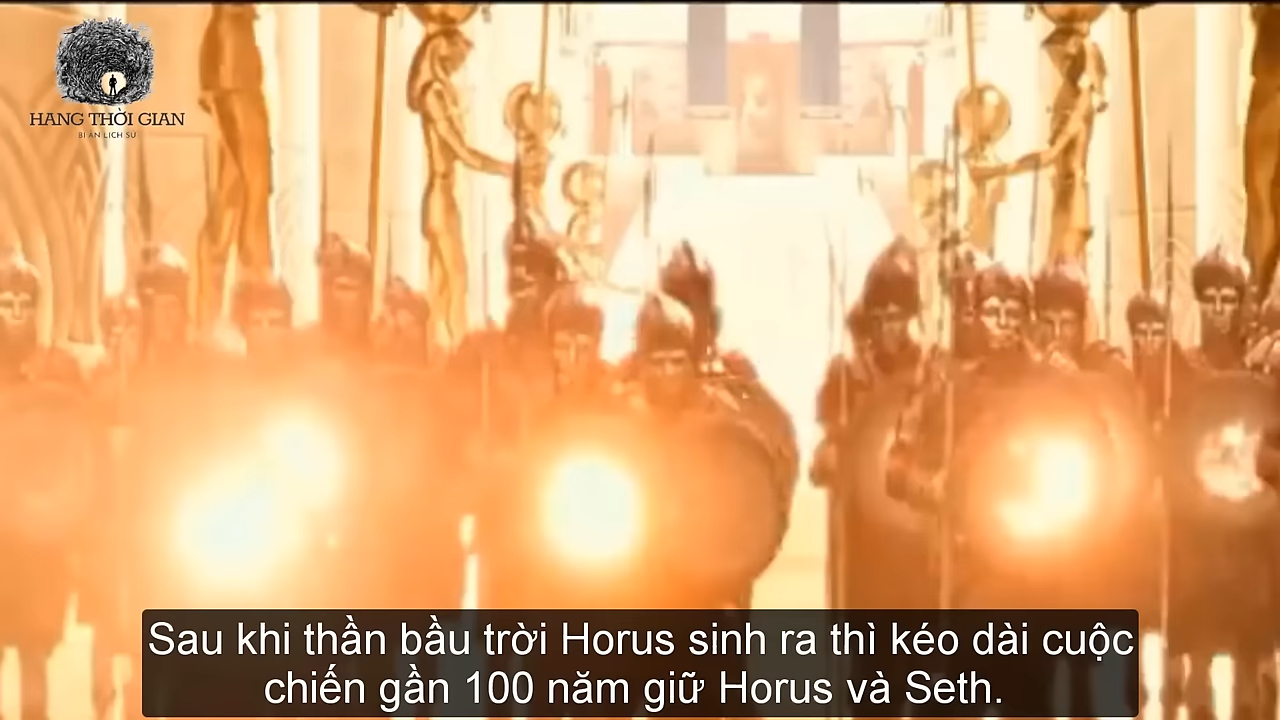 HANG THỜI GIAN
BÍ ẨN LỊCH SỬ
Sau khi thần bầu trời Horus sinh ra thì kéo dài cuộc
chiến gần 100 năm giữ Horus và Seth.